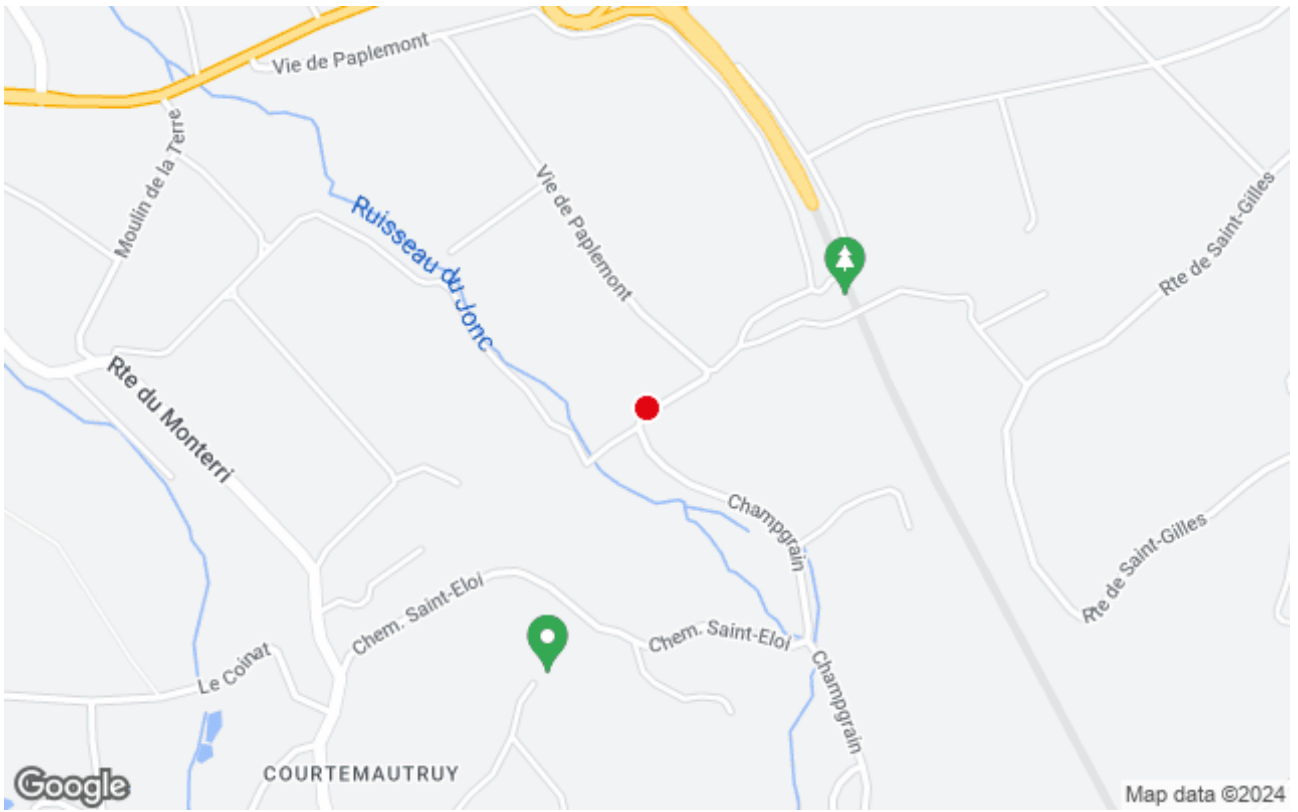 Vie de Paplemont
Moulin de la Terre
Vie de Paplemont
Ruisseau du Jonc
Rte de Saint-Gilles
Rte du Monterri
Champgrain
Rte de Saint-Gilles
Chem. Saint-Eloi
Chem. Saint-Eloi
Le Coinat
Champgrain
COURTEMAUTRUY
Google
Map data ©2024